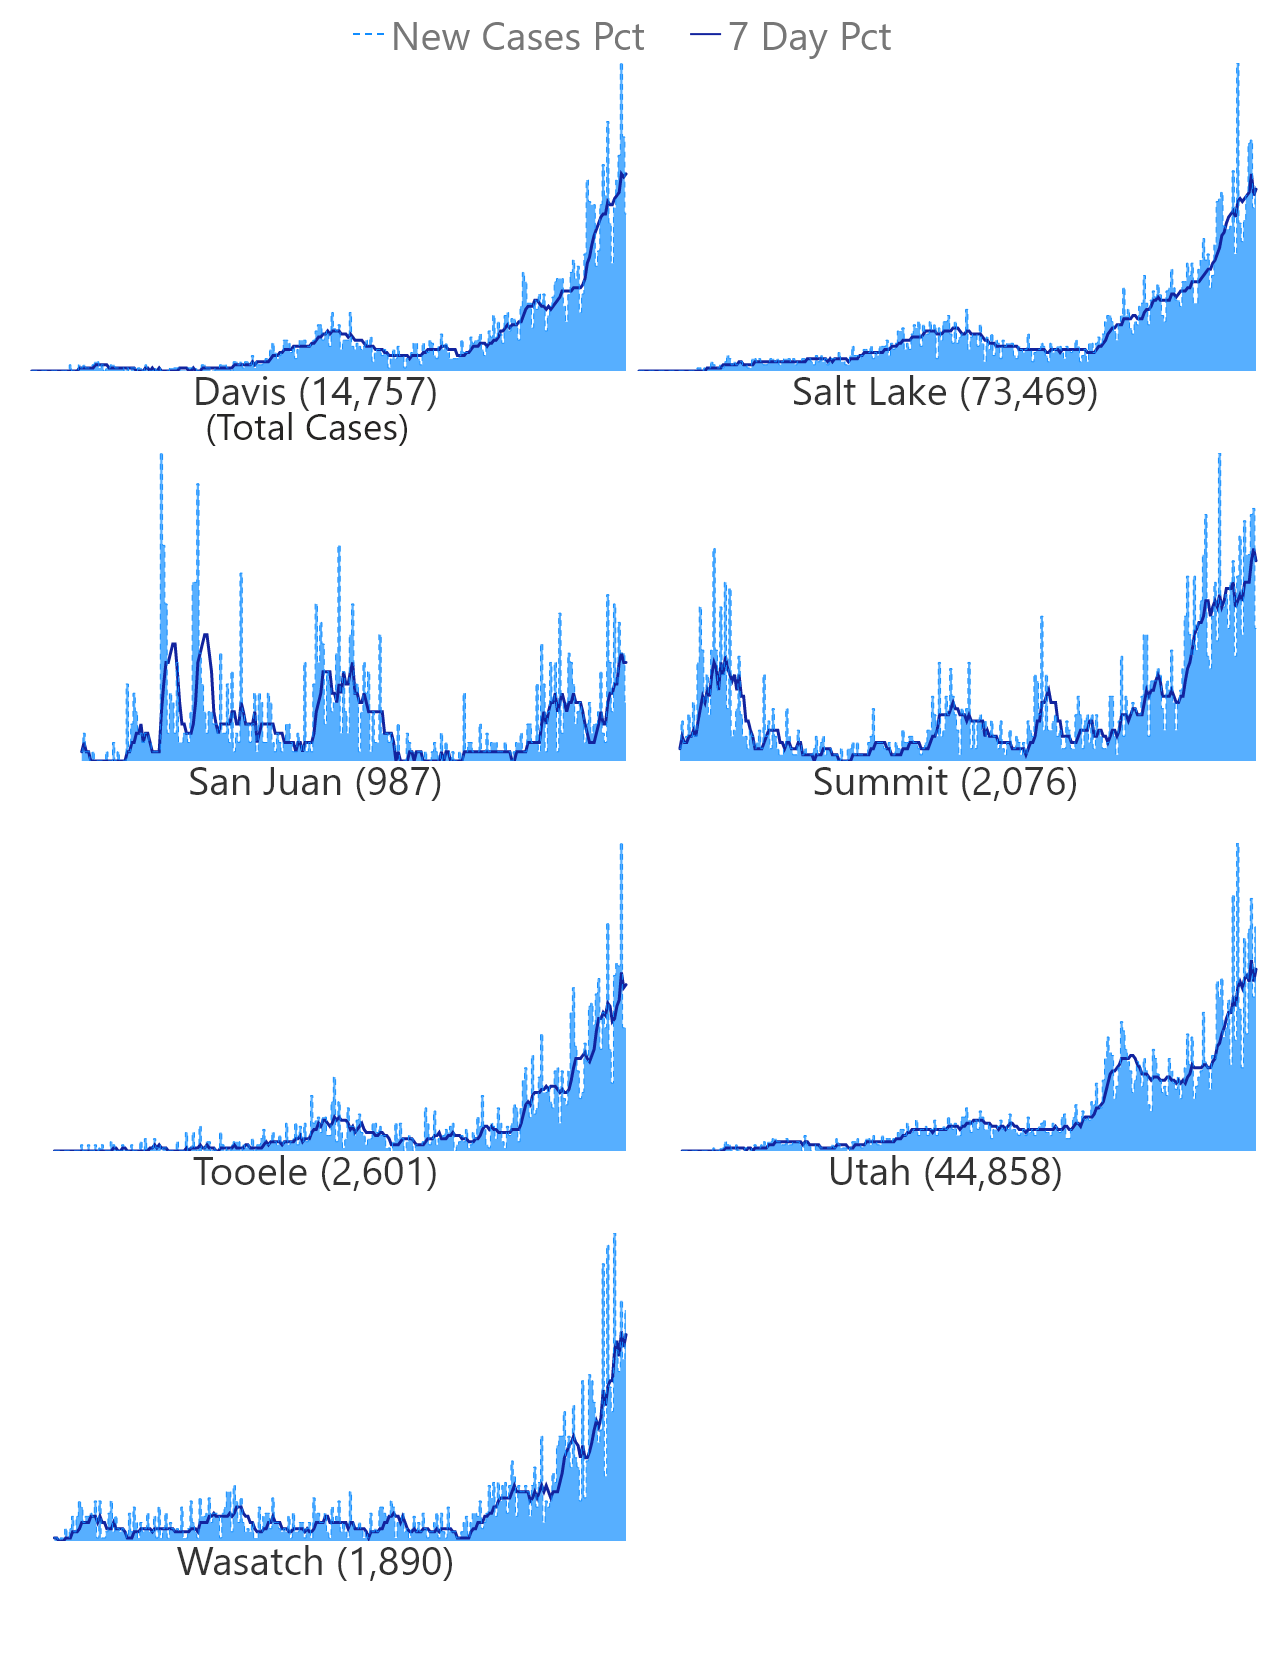 New Cases Pct 7 Day Pct
Davis (14,757)
(Total Cases)
Salt Lake (73,469)
San Juan (987)
Summit (2,076)
Tooele (2,601)
Utah (44,858)
Wasatch (1,890)